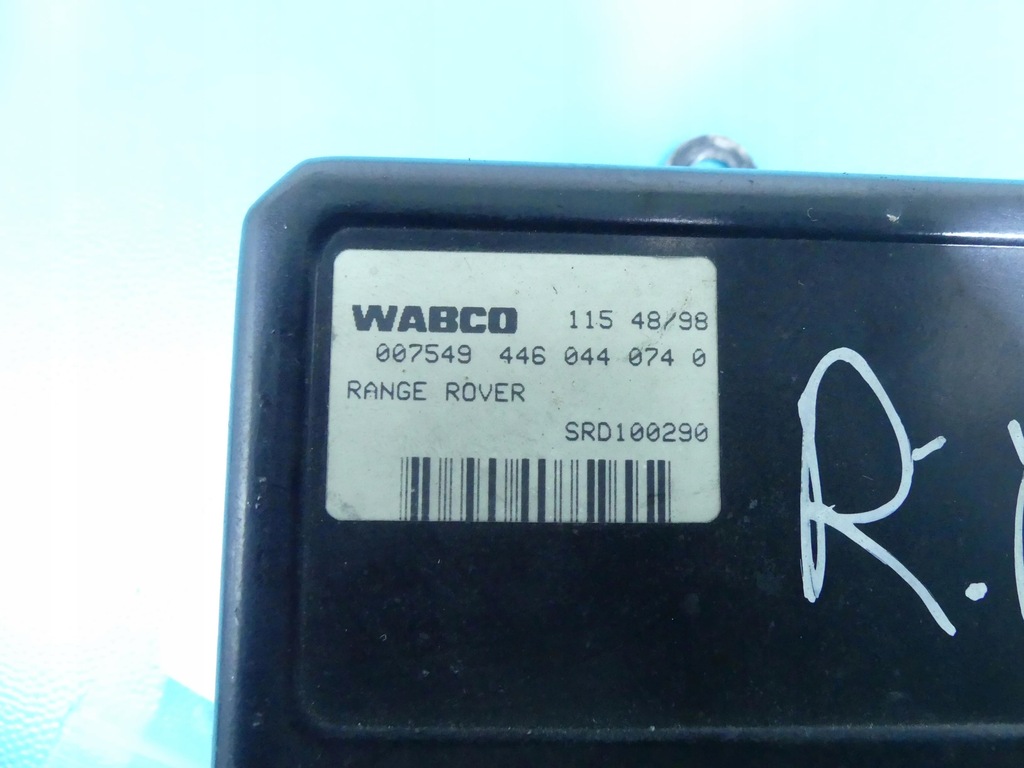 WABCO 115 48/98
007549 446 044 074 0
RANGE ROVER
SRD100290
R.